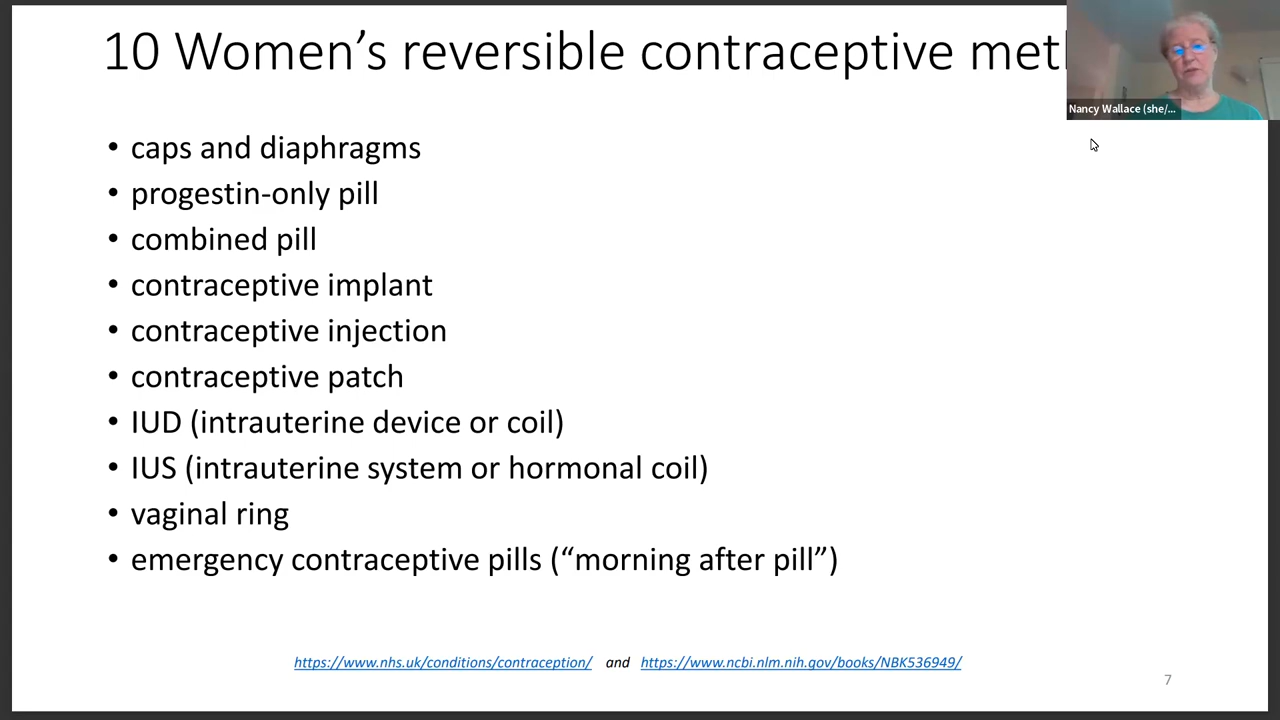 10 Women’s reversible contraceptive
Nancy Wallace (she/...
• caps and diaphragms
• progestin-only pill
• combined pill
• contraceptive implant
• contraceptive injection
• contraceptive patch
• IUD (intrauterine device or coil)
• IUS (intrauterine system or hormonal coil)
• vaginal ring
• emergency contraceptive pills (“morning after pill”)
https://www.nhs.uk/conditions/contraception/ and https://www.ncbi.nlm.nih.gov/books/NBK536949/
7